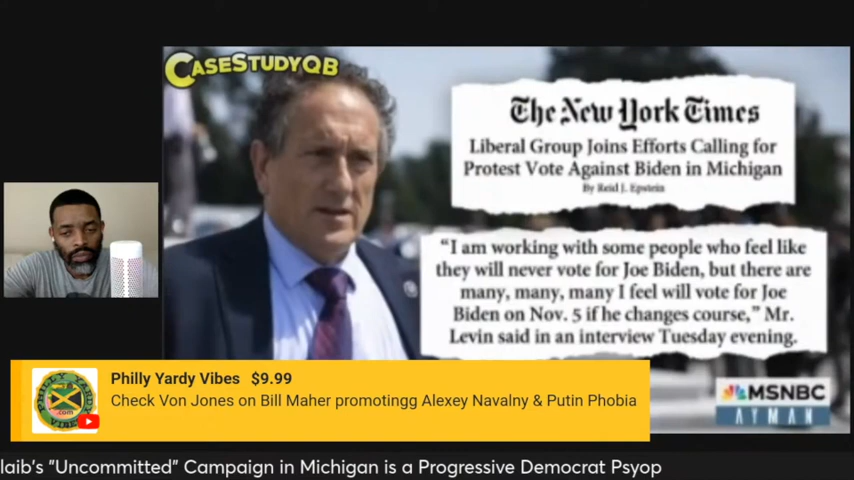 CASESTUDYQB
The New York Times
Liberal Group Joins Efforts Calling for
Protest Vote Against Biden in Michigan
By Reid J. Epstein
“I am working with some people who feel like
they will never vote for Joe Biden, but there are
many, many, many I feel will vote for Joe
Biden on Nov. 5 if he changes course,” Mr.
Levin said in an interview Tuesday evening.
Philly Yardy Vibes $9.99
Check Von Jones on Bill Maher promotingg Alexey Navalny & Putin Phobia
PHILLY YARDY
.com
VIBES
MSNBC
AYMAN
laib's "Uncommitted" Campaign in Michigan is a Progressive Democrat Psyop